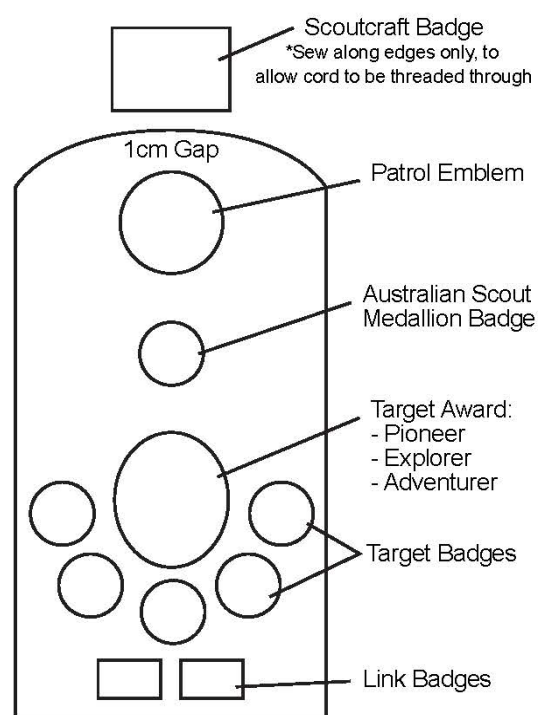 Scoutcraft Badge
*Sew along edges only, to
allow cord to be threaded through
1cm Gap
Patrol Emblem
Australian Scout
Medallion Badge
Target Award:
- Pioneer
- Explorer
- Adventurer
Target Badges
Link Badges